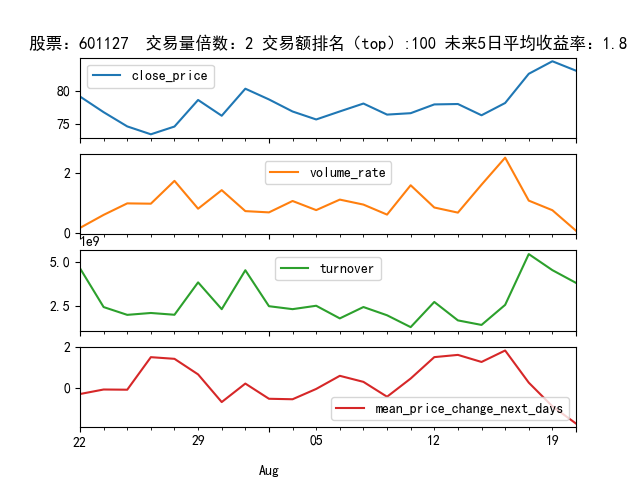 股票：601127  交易量倍数：2 交易额排名（top）:100 未来5日平均收益率：1.8
close_price
80
75
volume_rate
2
0
1e9
turnover
5.0
2.5
2
0
mean_price_change_next_days
22 29 05 12 19
Aug